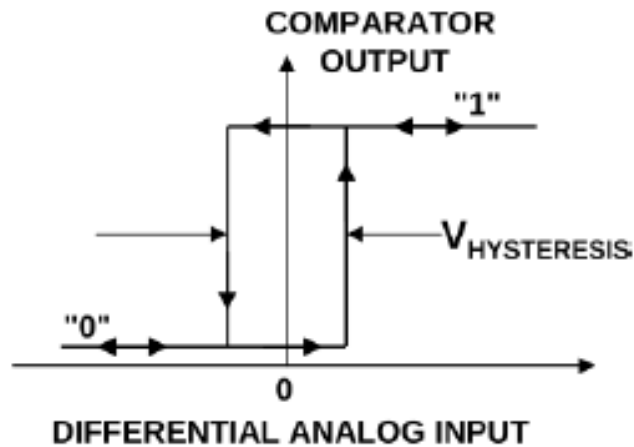 COMPARATOR
OUTPUT
"1"
VHYSTERESIS
"0"
0
DIFFERENTIAL ANALOG INPUT